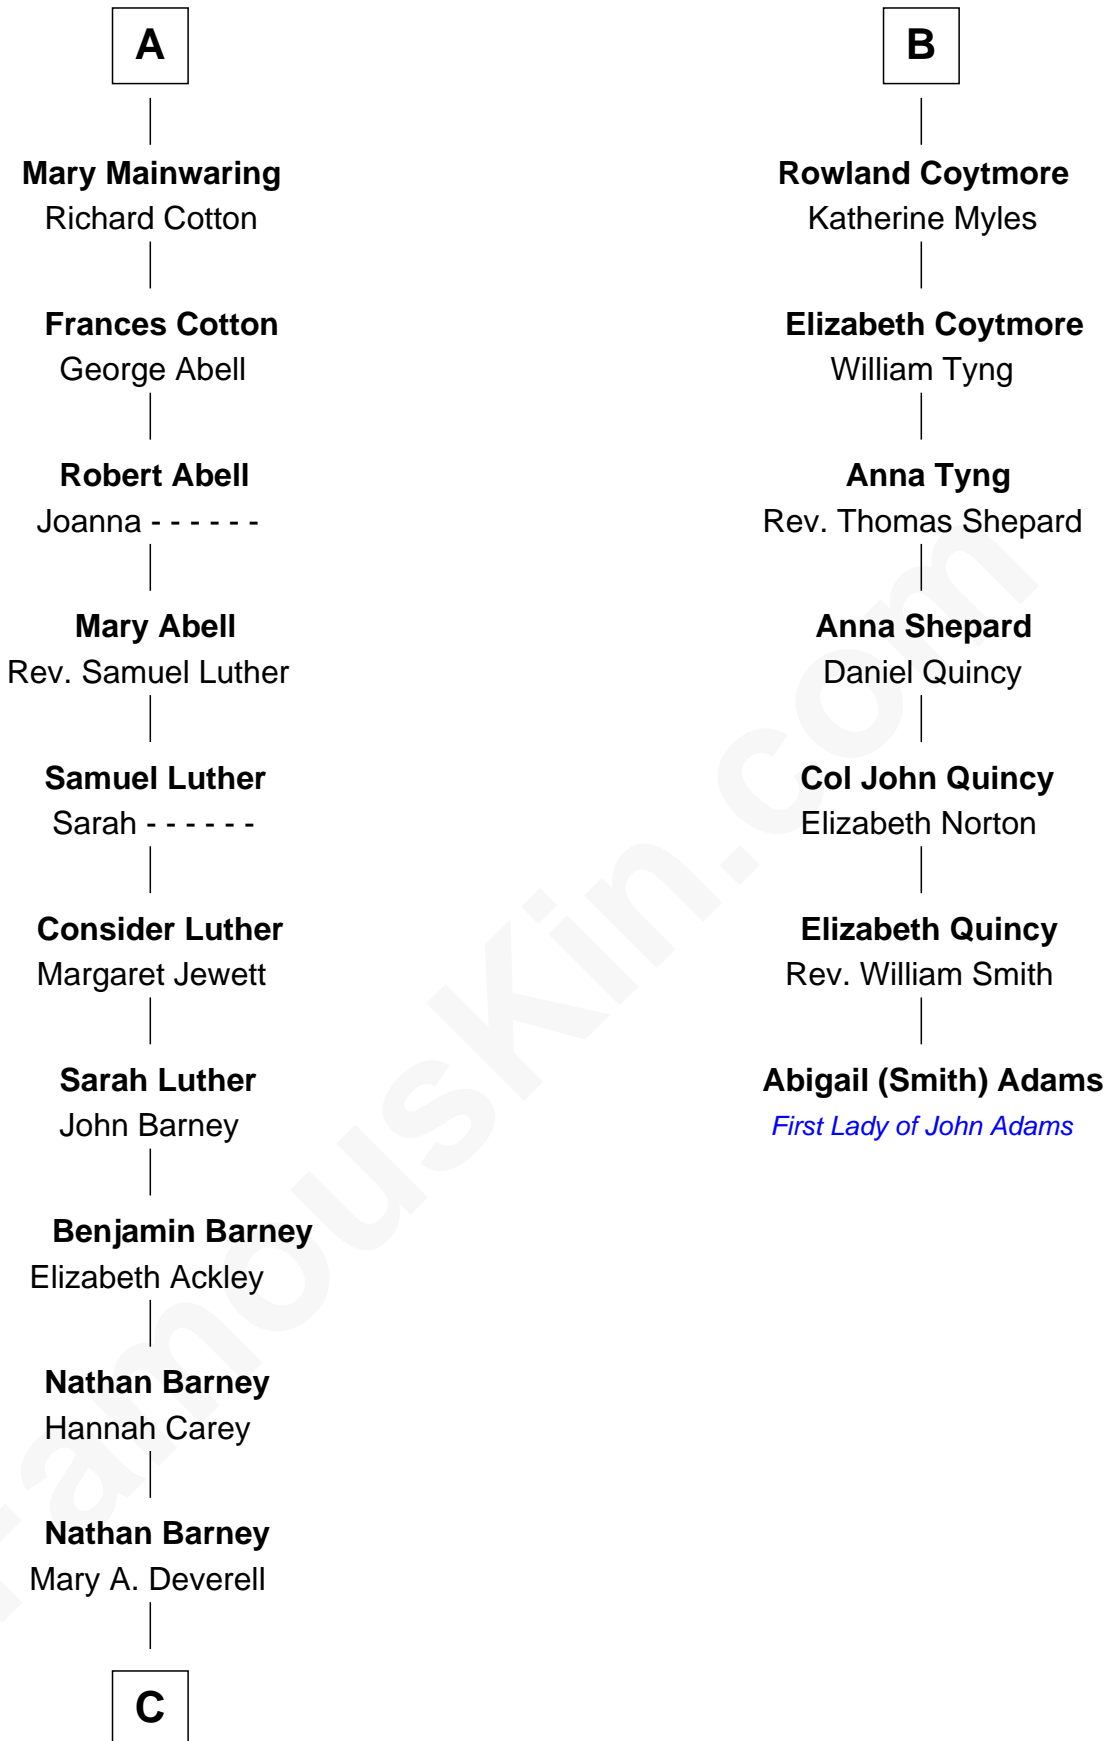 A
Mary Mainwaring
Richard Cotton
Frances Cotton
George Abell
Robert Abell
Joanna - - - - - -
Mary Abell
Rev. Samuel Luther
Samuel Luther
Sarah - - - - - -
Consider Luther
Margaret Jewett
Sarah Luther
John Barney
Benjamin Barney
Elizabeth Ackley
Nathan Barney
Hannah Carey
Nathan Barney
Mary A. Deverell
C
B
Rowland Coytmore
Katherine Myles
Elizabeth Coytmore
William Tyng
Anna Tyng
Rev. Thomas Shepard
Anna Shepard
Daniel Quincy
Col John Quincy
Elizabeth Norton
Elizabeth Quincy
Rev. William Smith
Abigail (Smith) Adams
First Lady of John Adams
FamousKin.com